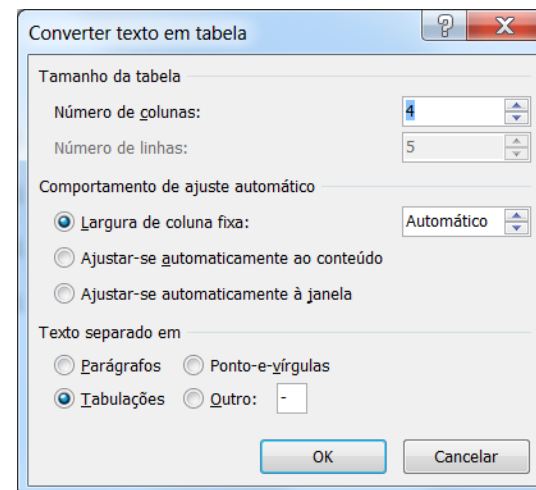 Converter texto em tabela
Tamanho da tabela
Número de colunas: 4
Número de linhas: 5
Comportamento de ajuste automático
Largura de coluna fixa: Automático
Ajustar-se automaticamente ao conteúdo
Ajustar-se automaticamente à janela
Texto separado em
Parágrafos Ponto-e-vírgulas
Tabulações Outro: -
OK Cancelar